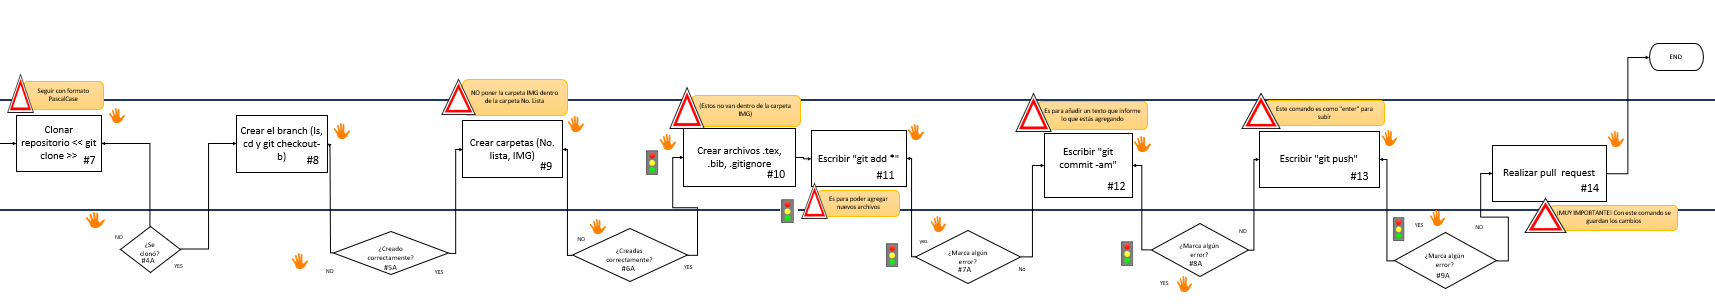 Seguir con formato
PascalCase
Clonar
repositorio << git
clone >>
#7
NO
¿Se
clonó?
#4A
YES
Crear el branch (ls,
cd y git checkout-
b)
#8
NO
¿Creado
correctamente?
#5A
YES
NO poner la carpeta IMG dentro
de la carpeta No. Lista
Crear carpetas (No.
lista, IMG)
#9
NO
¿Creadas
correctamente?
#6A
YES
(Estos no van dentro de la carpeta
IMG)
Crear archivos .tex,
.bib, .gitignore
#10
Escribir "git add *"
#11
Es para poder agregar
nuevos archivos
yes
¿Marca algún
error?
#7A
No
Es para añadir un texto que informe
lo que estás agregando
Escribir "git
commit -am"
#12
NO
¿Marca algún
error?
#8A
YES
Este comando es como "enter" para
subir
Escribir "git push"
#13
YES
NO
¿Marca algún
error?
#9A
Realizar pull request
#14
¡MUY IMPORTANTE! Con este comando se
guardan los cambios
END